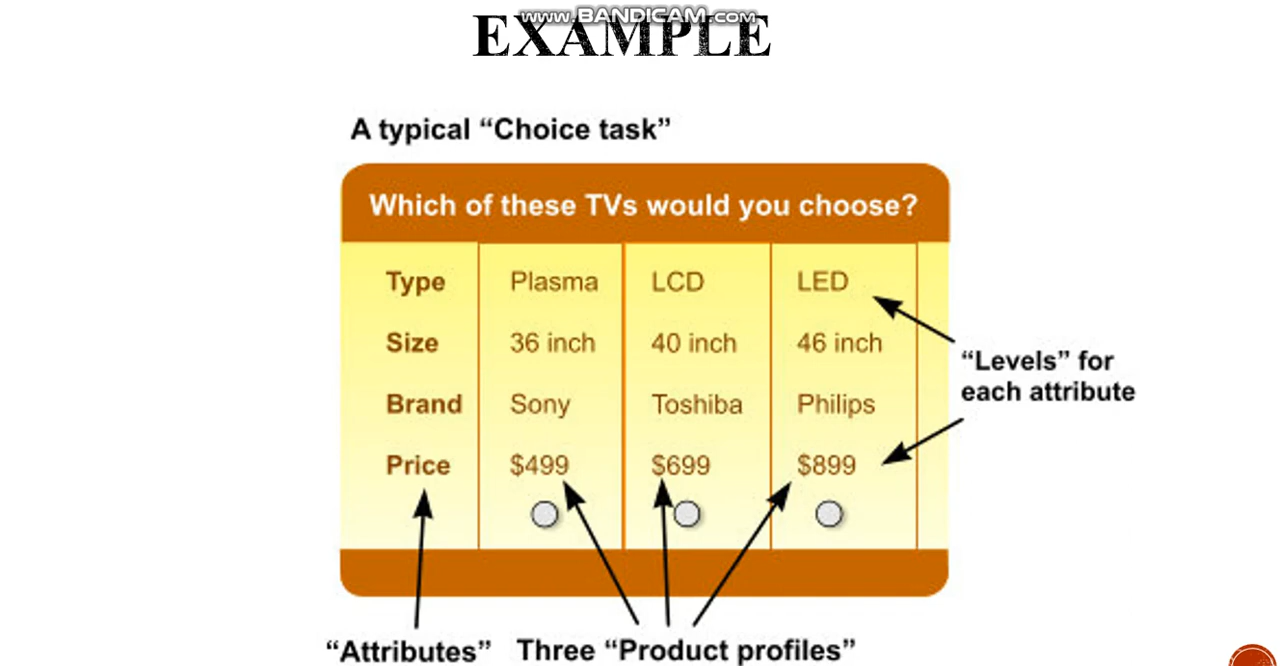 www.BANDICAM.com
EXAMPLE
A typical “Choice task”
Which of these TVs would you choose?
Type Plasma LCD LED
Size 36 inch 40 inch 46 inch
“Levels” for
each attribute
Brand Sony Toshiba Philips
Price $499 $699 $899
“Attributes” Three “Product profiles”